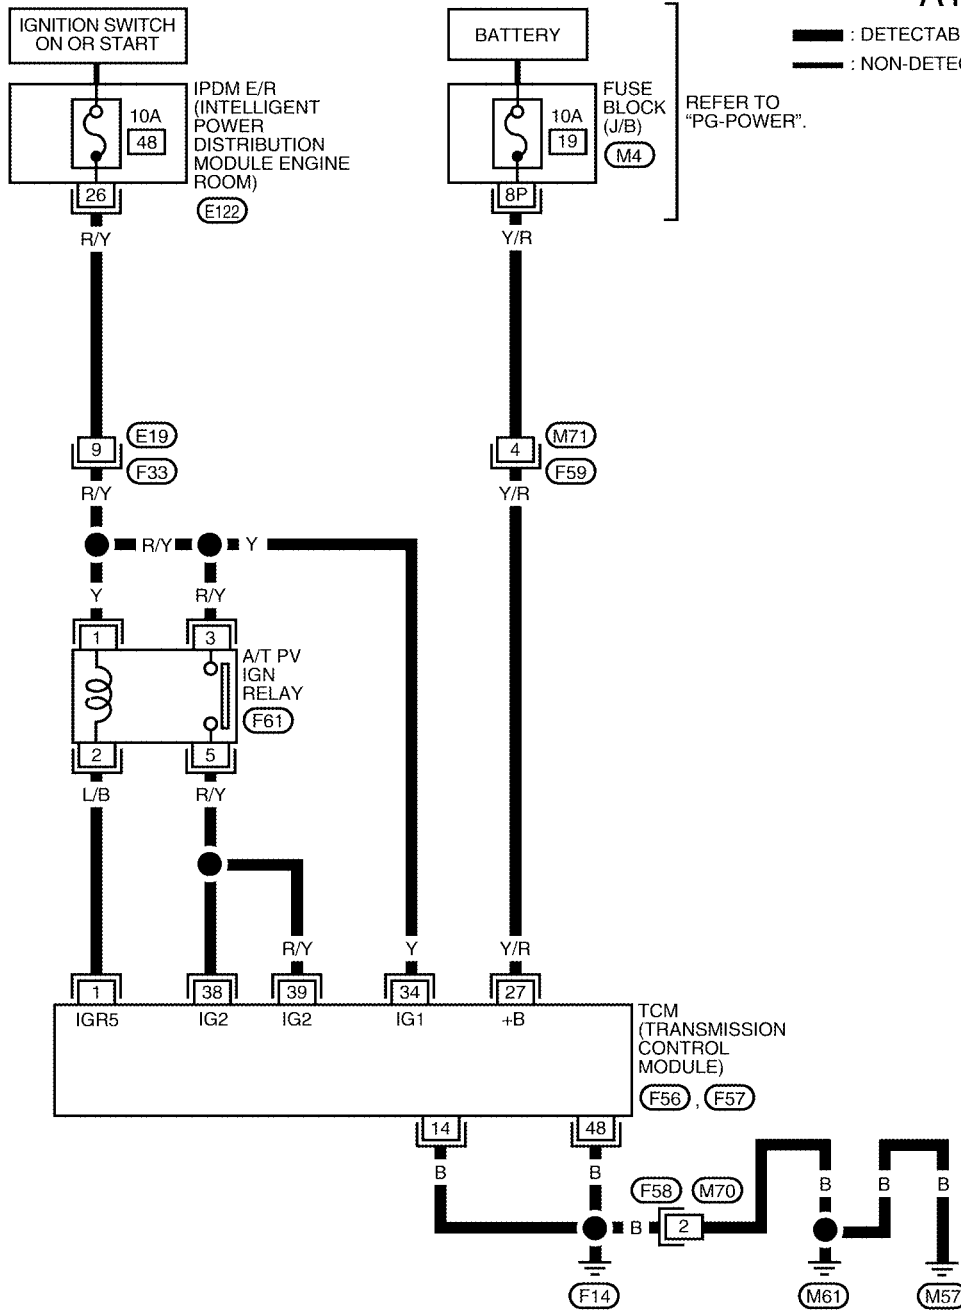 IGNITION SWITCH
ON OR START
BATTERY
: DETECTAB
: NON-DETE
IPDM E/R
(INTELLIGENT
POWER
DISTRIBUTION
MODULE ENGINE
ROOM)
E122
10A
48
26
FUSE
BLOCK
(J/B)
M4
10A
19
8P
REFER TO
"PG-POWER".
R/Y
Y/R
9
E19
F33
4
M71
F59
R/Y
Y/R
R/Y
Y
Y
R/Y
1
3
A/T PV
IGN
RELAY
F61
2
5
L/B
R/Y
R/Y
Y
Y/R
1
38
39
34
27
IGR5
IG2
IG2
IG1
+B
TCM
(TRANSMISSION
CONTROL
MODULE)
F56 , F57
14
48
B
B
F58
M70
B
B
B
B
2
F14
M61
M57